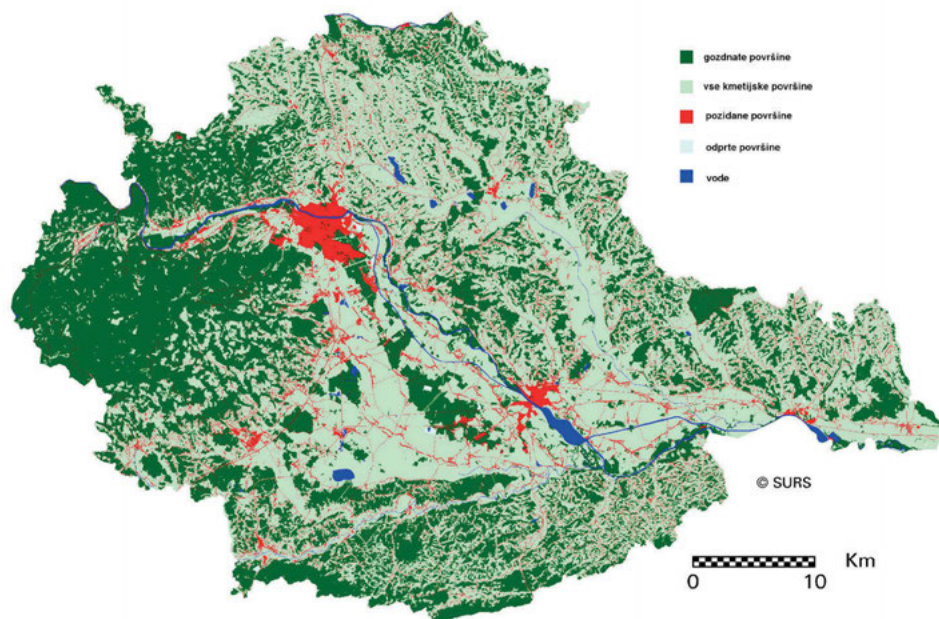 gozdnate površine
vse kmetijske površine
pozidane površine
odprte površine
vode
© SURS
Km
0 10